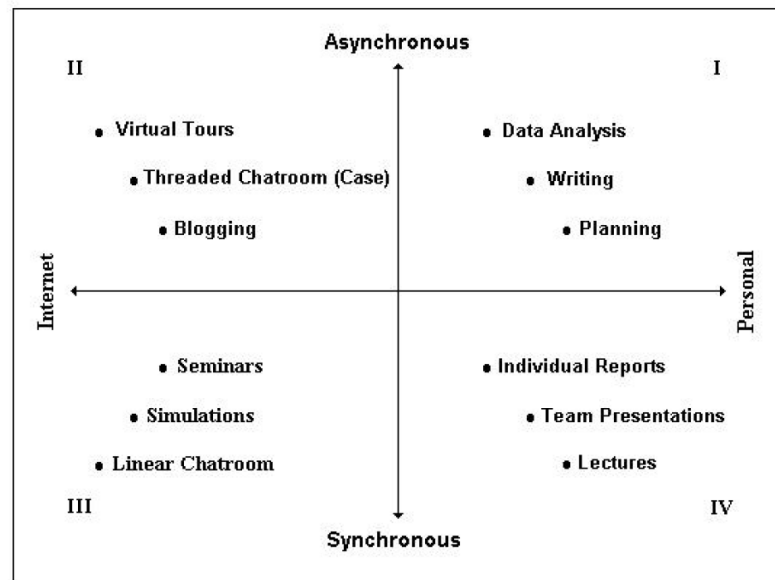 Asynchronous
II
I
Virtual Tours
Data Analysis
Threaded Chatroom (Case)
Writing
Blogging
Planning
Internet
Personal
Seminars
Individual Reports
Simulations
Team Presentations
Linear Chatroom
Lectures
III
IV
Synchronous